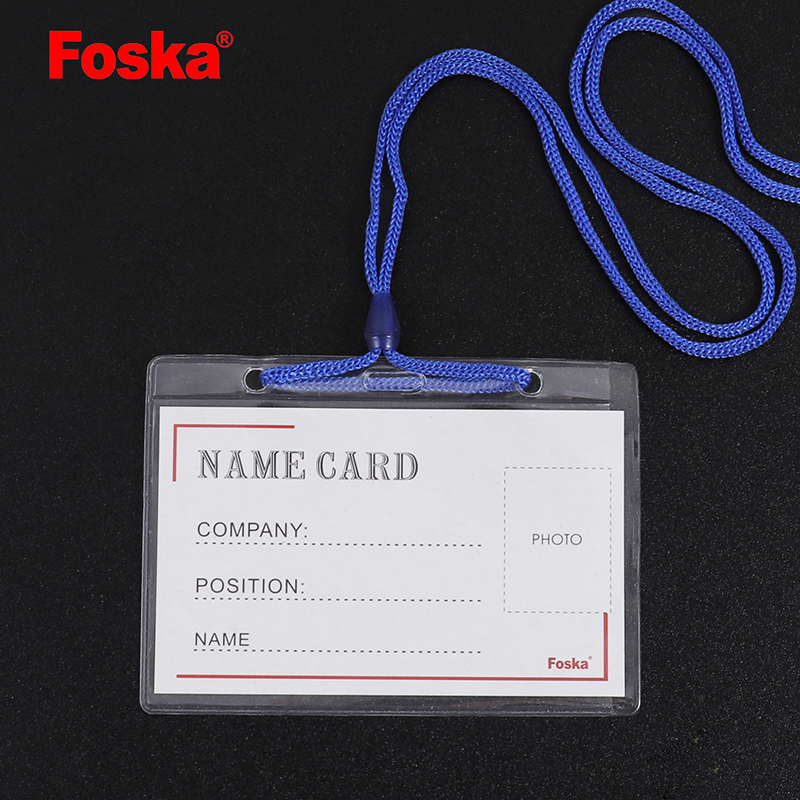 Foska®
NAME CARD
COMPANY:
PHOTO
POSITION:
NAME
Foska®